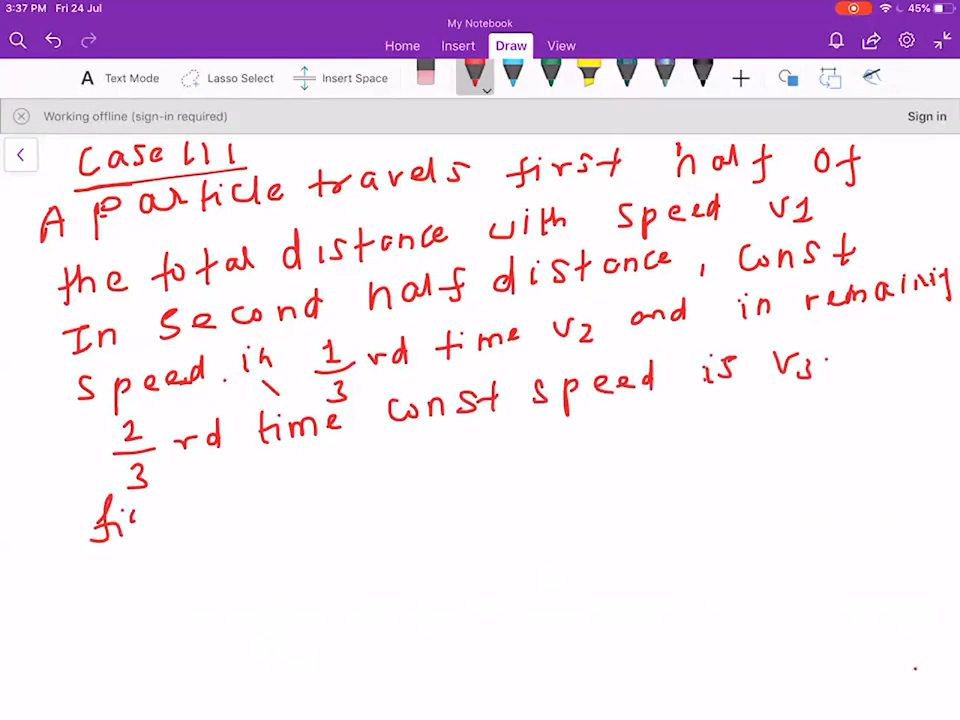 3:37 PM Fri 24 Jul
45%
My Notebook
Home Insert Draw View
A Text Mode Lasso Select Insert Space
Working offline (sign-in required) Sign in
Case III
A Particle travels first half of
the total distance with speed v1
In second half distance, const
speed. in 1/3 rd time v2 and in remaining
2/3 rd time const speed is v3.
fi